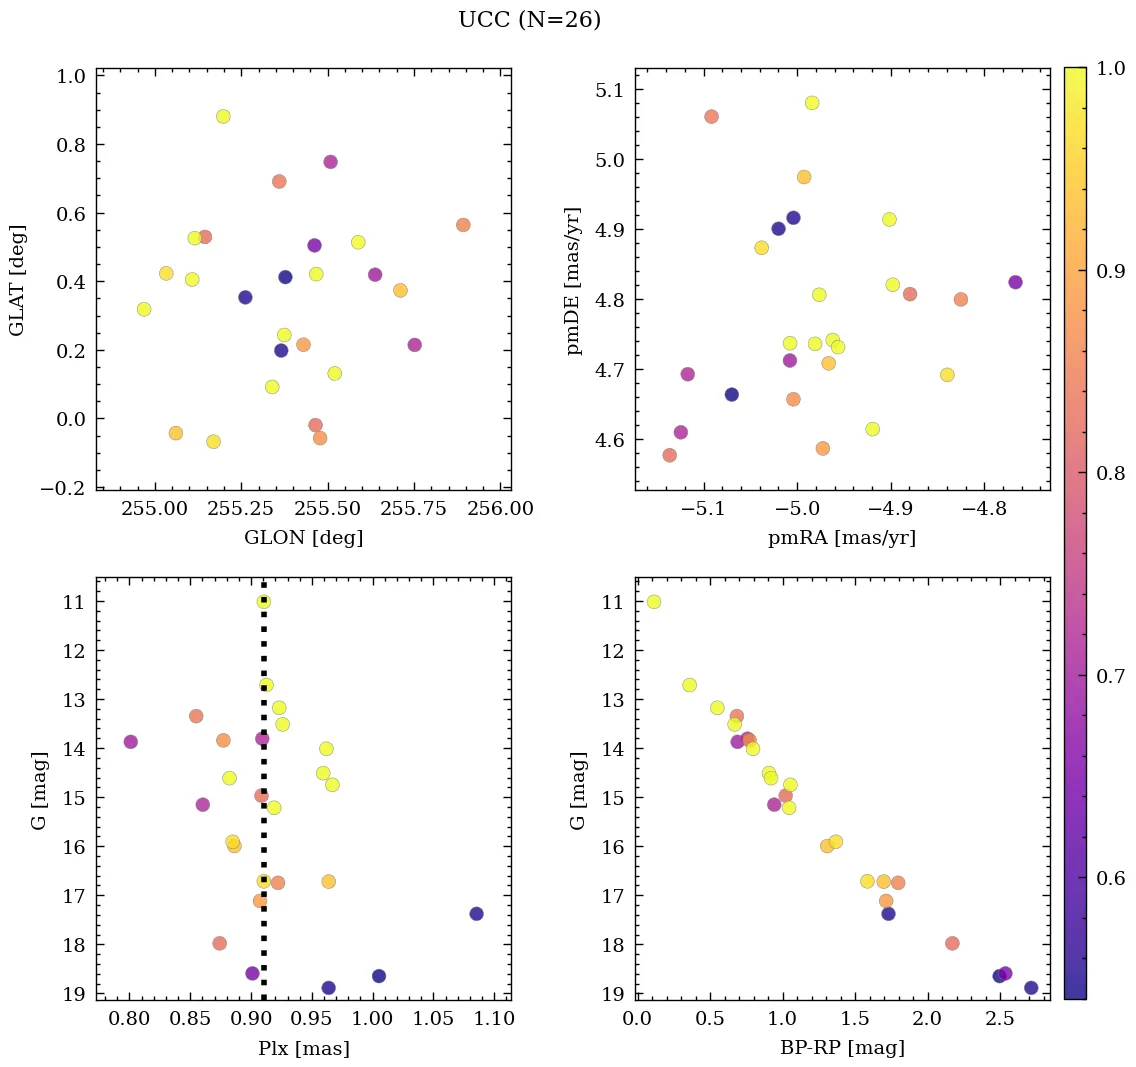 UCC (N=26)
1.0
0.8
0.6
0.4
0.2
0.0
−0.2
GLAT [deg]
255.00 255.25 255.50 255.75 256.00
GLON [deg]
5.1
5.0
4.9
4.8
4.7
4.6
pmDE [mas/yr]
−5.1 −5.0 −4.9 −4.8
pmRA [mas/yr]
11
12
13
14
15
16
17
18
19
G [mag]
0.80 0.85 0.90 0.95 1.00 1.05 1.10
Plx [mas]
11
12
13
14
15
16
17
18
19
G [mag]
0.0 0.5 1.0 1.5 2.0 2.5
BP-RP [mag]
1.0
0.9
0.8
0.7
0.6